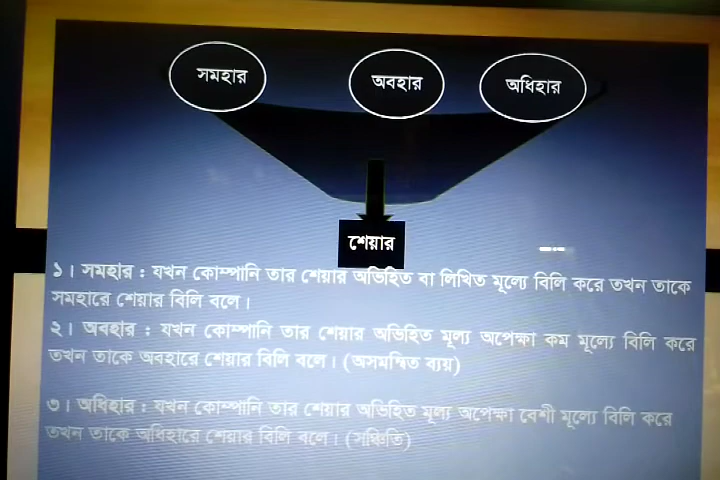 সমহার অবহার অধিহার
শেয়ার
১। সমহার : যখন কোম্পানি তার শেয়ার অভিহিত বা লিখিত মূল্যে বিলি করে তখন তাকে
সমহারে শেয়ার বিলি বলে।
২। অবহার : যখন কোম্পানি তার শেয়ার অভিহিত মূল্য অপেক্ষা কম মূল্যে বিলি করে
তখন তাকে অবহারে শেয়ার বিলি বলে। (অসমন্বিত ব্যয়)
৩। অধিহার : যখন কোম্পানি তার শেয়ার অভিহিত মূল্য অপেক্ষা বেশী মূল্যে বিলি করে
তখন তাকে অধিহারে শেয়ার বিলি বলে। (সঞ্চিতি)